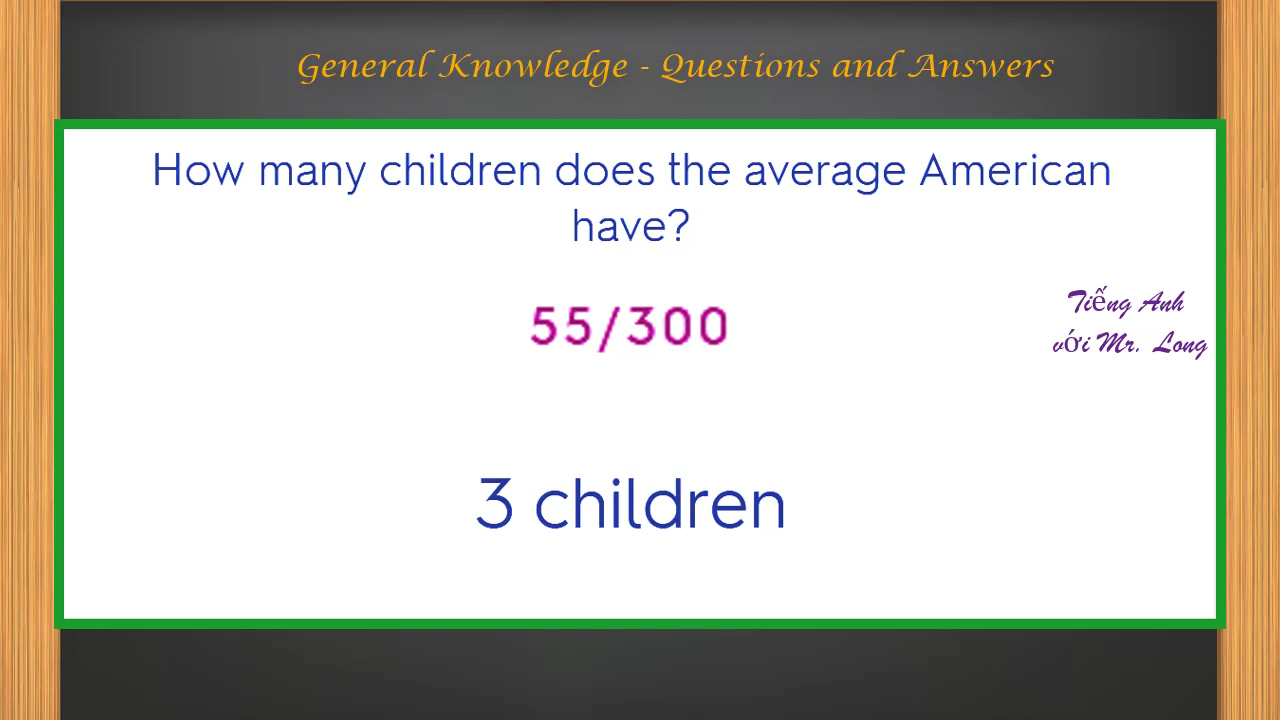 General Knowledge - Questions and Answers
How many children does the average American
have?
55/300
Tiếng Anh
với Mr. Long
3 children